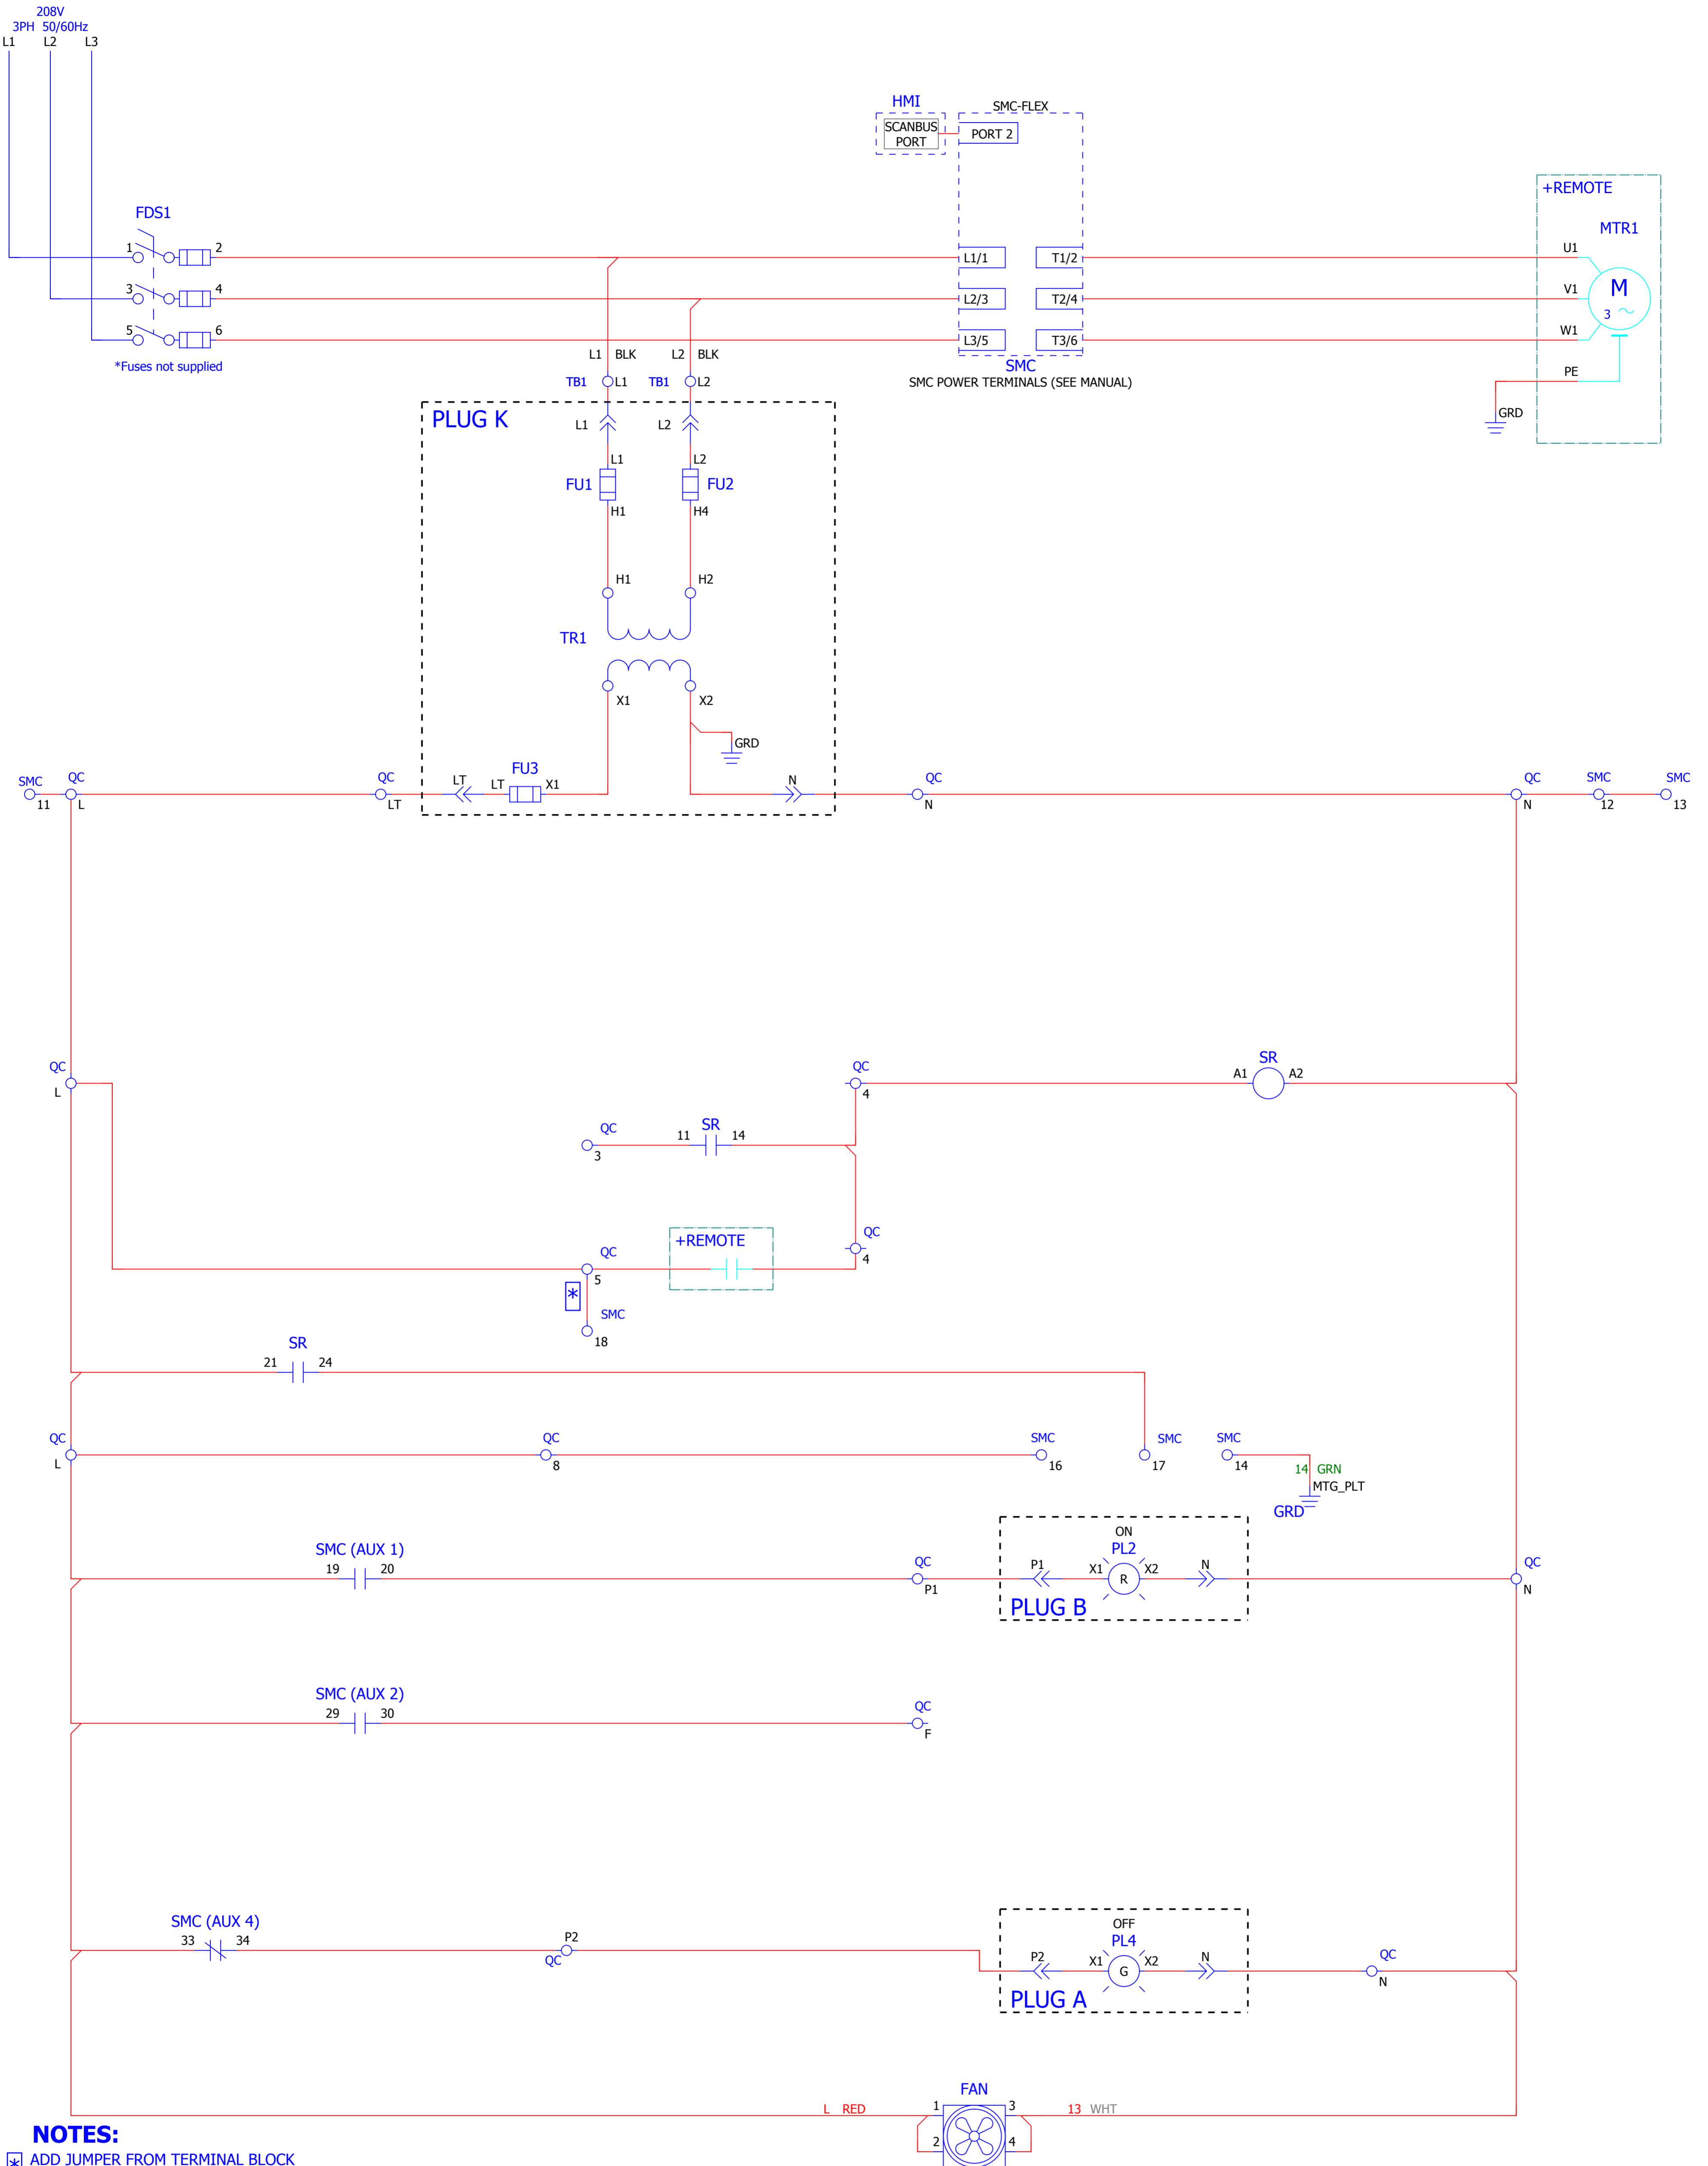 208V
3PH 50/60Hz
L1 L2 L3
HMI
SMC-FLEX
SCANBUS
PORT
PORT 2
+REMOTE
FDS1
MTR1
1 2
L1/1 T1/2
U1
3 4
L2/3 T2/4
V1
M
3
5 6
L3/5 T3/6
W1
*Fuses not supplied
L1 BLK L2 BLK
SMC
PE
TB1 L1 TB1 L2
SMC POWER TERMINALS (SEE MANUAL)
PLUG K
GRD
L1 L2
L1 L2
FU1 FU2
H1 H4
H1 H2
TR1
X1 X2
GRD
SMC QC QC LT LT FU3 X1 N QC QC SMC SMC
11 L LT N N 12 13
QC QC SR
L 4 A1 A2
QC 11 SR 14
3
+REMOTE QC
QC 4
5
*
SMC
18
SR
21 24
QC QC SMC SMC SMC
L 8 16 17 14
14 GRN
MTG_PLT
GRD
SMC (AUX 1)
19 20
ON
PL2
QC P1 X1 R X2 N QC
P1 N
PLUG B
SMC (AUX 2)
29 30
QC
F
SMC (AUX 4)
33 34
P2
QC
OFF
PL4
P2 X1 G X2 N QC
N
PLUG A
FAN
L RED 1 3 13 WHT
2 4
NOTES:
* ADD JUMPER FROM TERMINAL BLOCK